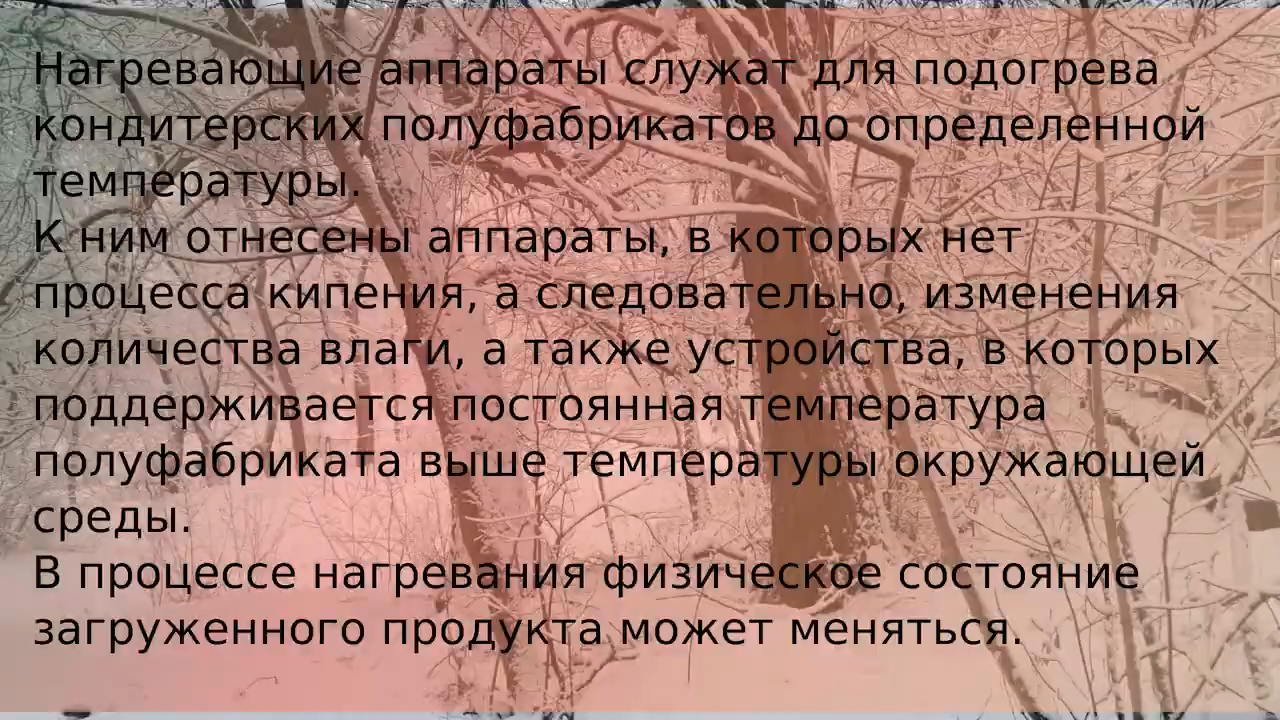 Нагревающие аппараты служат для подогрева
кондитерских полуфабрикатов до определенной
температуры.
К ним отнесены аппараты, в которых нет
процесса кипения, а следовательно, изменения
количества влаги, а также устройства, в которых
поддерживается постоянная температура
полуфабриката выше температуры окружающей
среды.
В процессе нагревания физическое состояние
загруженного продукта может меняться.